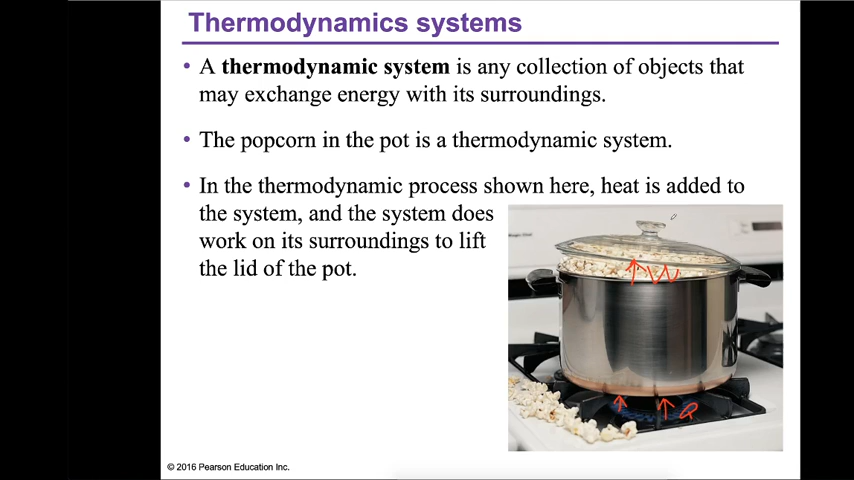 Thermodynamics systems
• A thermodynamic system is any collection of objects that
may exchange energy with its surroundings.
• The popcorn in the pot is a thermodynamic system.
• In the thermodynamic process shown here, heat is added to
the system, and the system does
work on its surroundings to lift
the lid of the pot.
W
Q
© 2016 Pearson Education Inc.